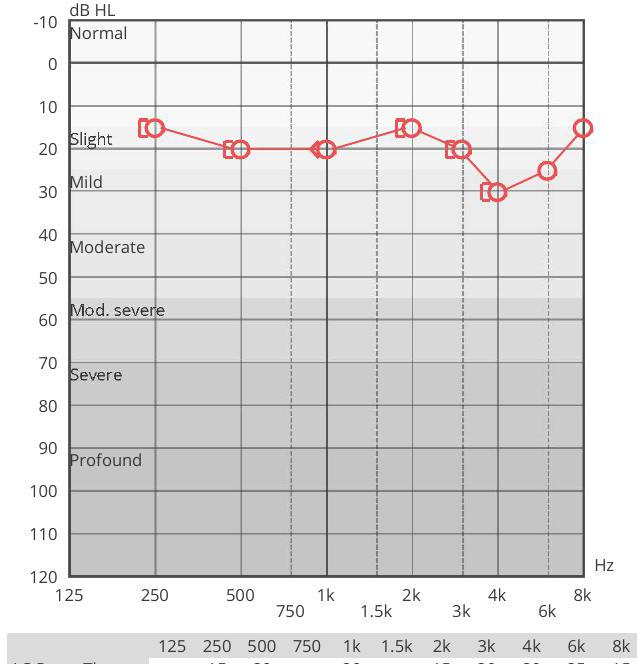 dB HL
-10
Normal
0
10
Slight
20
Mild
30
40
Moderate
50
Mod. severe
60
70
Severe
80
90
Profound
100
110
Hz
120
125 250 500 1k 2k 4k 8k
750 1.5k 3k 6k
125 250 500 750 1k 1.5k 2k 3k 4k 6k 8k